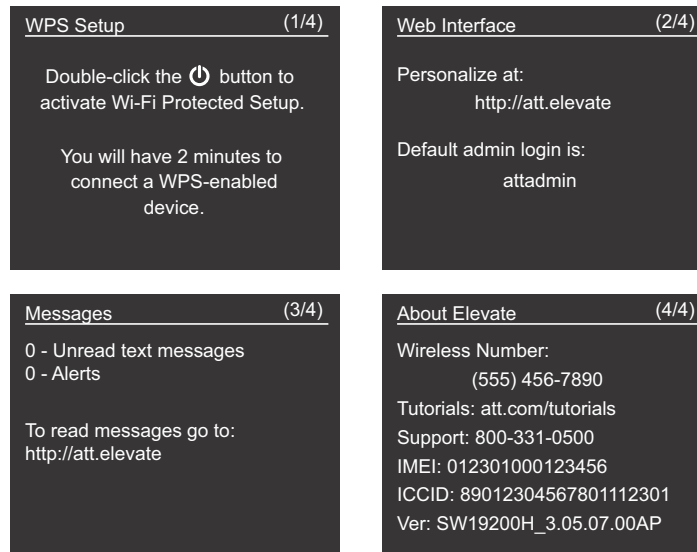 WPS Setup (1/4)
Double-click the button to
activate Wi-Fi Protected Setup.
You will have 2 minutes to
connect a WPS-enabled
device.
Web Interface (2/4)
Personalize at:
http://att.elevate
Default admin login is:
attadmin
Messages (3/4)
0 - Unread text messages
0 - Alerts
To read messages go to:
http://att.elevate
About Elevate (4/4)
Wireless Number:
(555) 456-7890
Tutorials: att.com/tutorials
Support: 800-331-0500
IMEI: 012301000123456
ICCID: 89012304567801112301
Ver: SW19200H_3.05.07.00AP